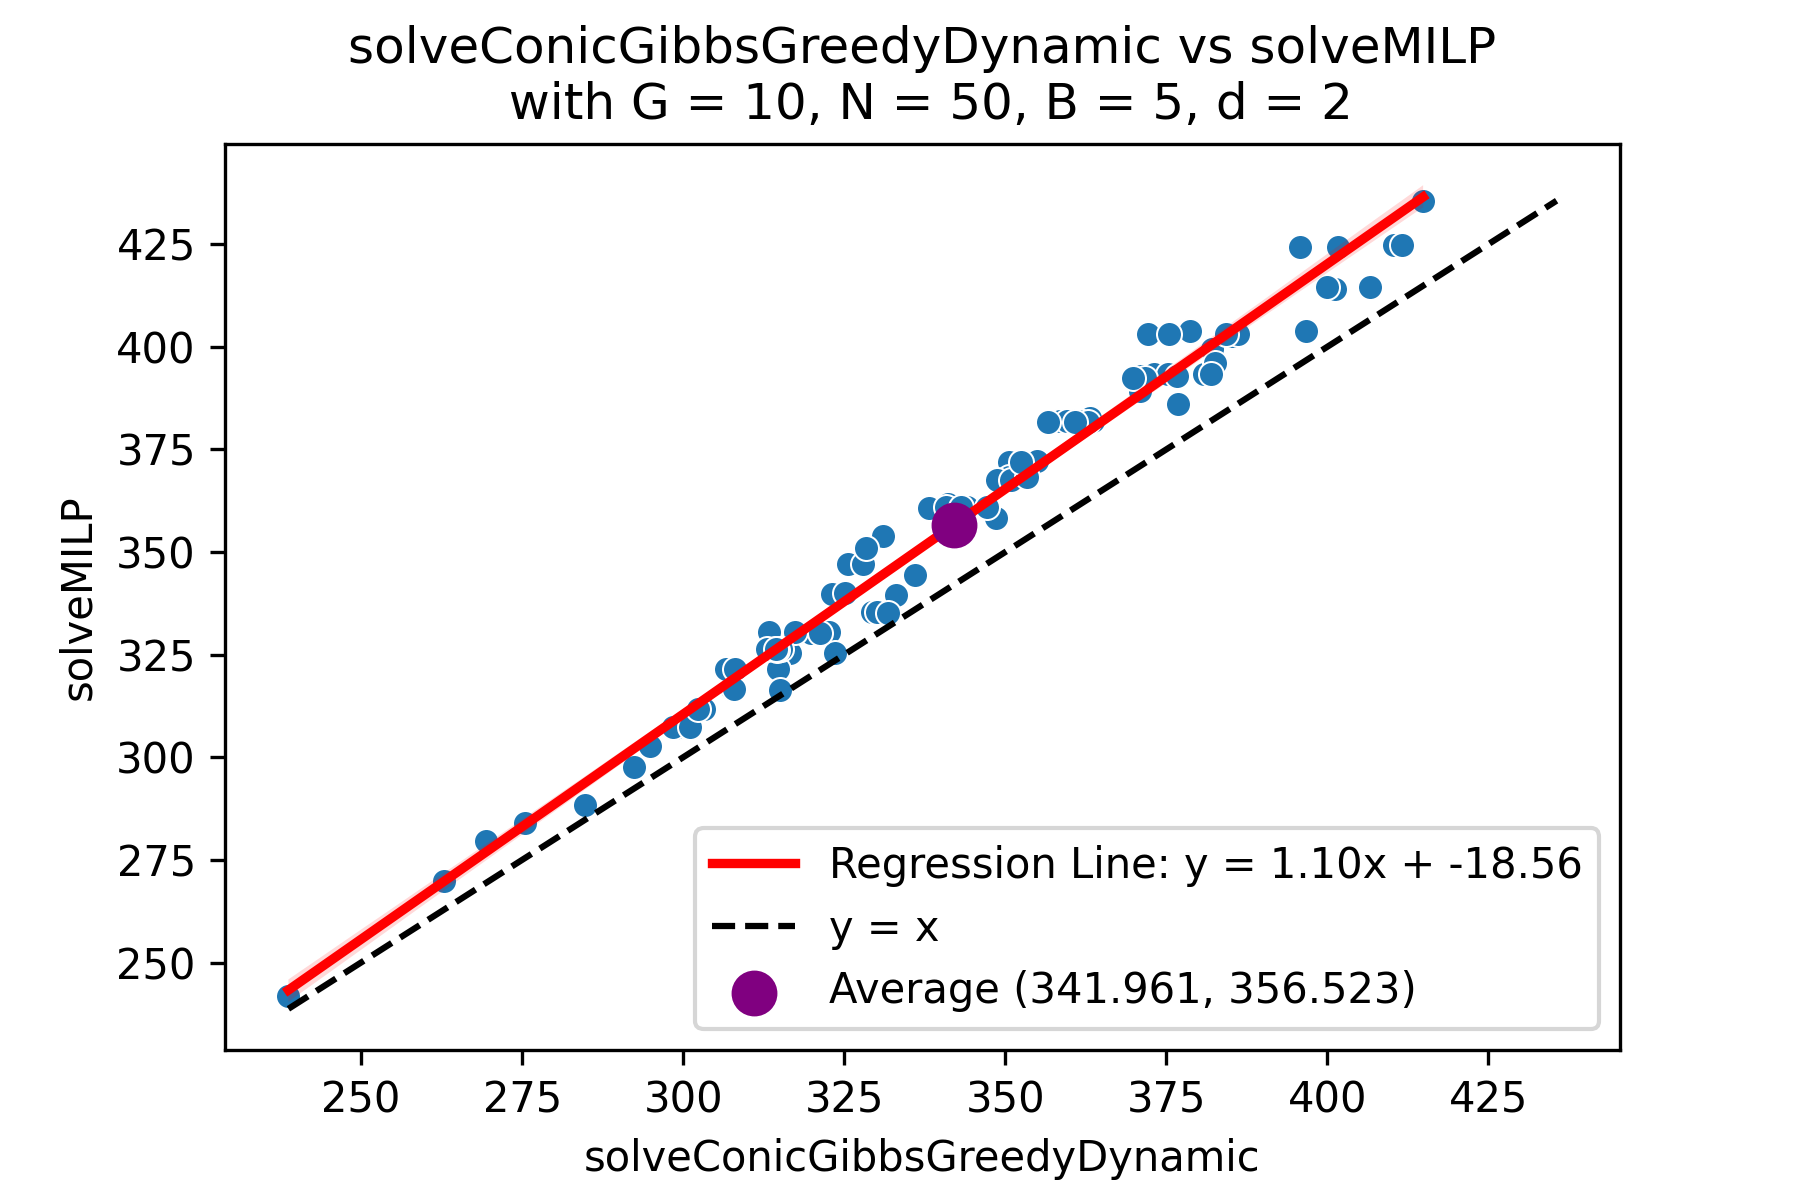 solveConicGibbsGreedyDynamic vs solveMILP
with G = 10, N = 50, B = 5, d = 2
425
400
375
350
325
300
275
250
solveMILP
Regression Line: y = 1.10x + -18.56
y = x
Average (341.961, 356.523)
250 275 300 325 350 375 400 425
solveConicGibbsGreedyDynamic